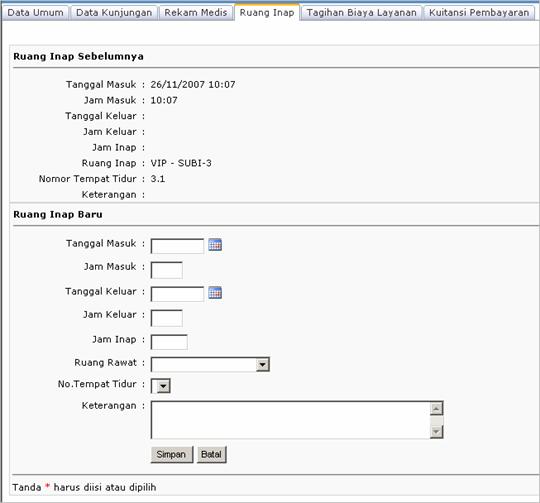 Data Umum Data Kunjungan Rekam Medis Ruang Inap Tagihan Biaya Layanan Kuitansi Pembayaran
Ruang Inap Sebelumnya
Tanggal Masuk : 26/11/2007 10:07
Jam Masuk : 10:07
Tanggal Keluar :
Jam Keluar :
Jam Inap :
Ruang Inap : VIP - SUBI-3
Nomor Tempat Tidur : 3.1
Keterangan :
Ruang Inap Baru
Tanggal Masuk :
Jam Masuk :
Tanggal Keluar :
Jam Keluar :
Jam Inap :
Ruang Rawat :
No.Tempat Tidur :
Keterangan :
Simpan Batal
Tanda * harus diisi atau dipilih